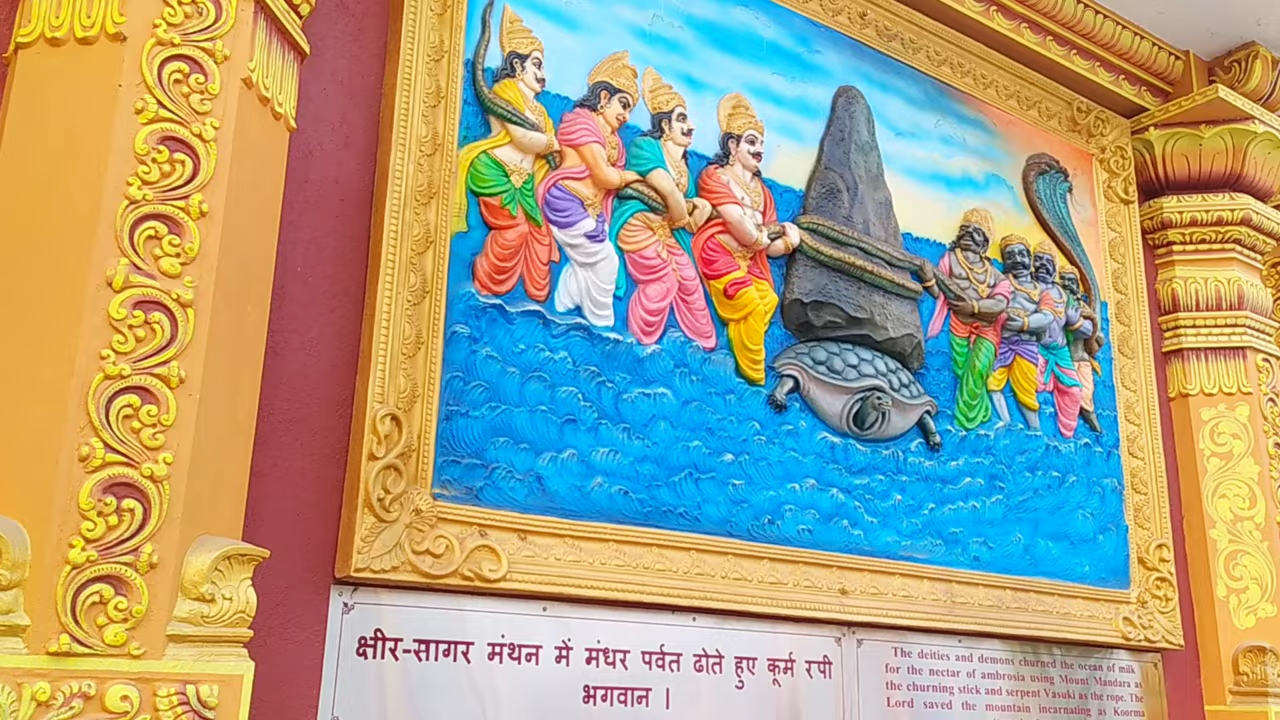 क्षीर-सागर मंथन में मंधर पर्वत ढोते हुए कूर्म रपी
भगवान ।
The deities and demons churned the ocean of milk
for the nectar of ambrosia using Mount Mandara as
the churning stick and serpent Vasuki as the rope. The
Lord saved the mountain incarnating as Koorma